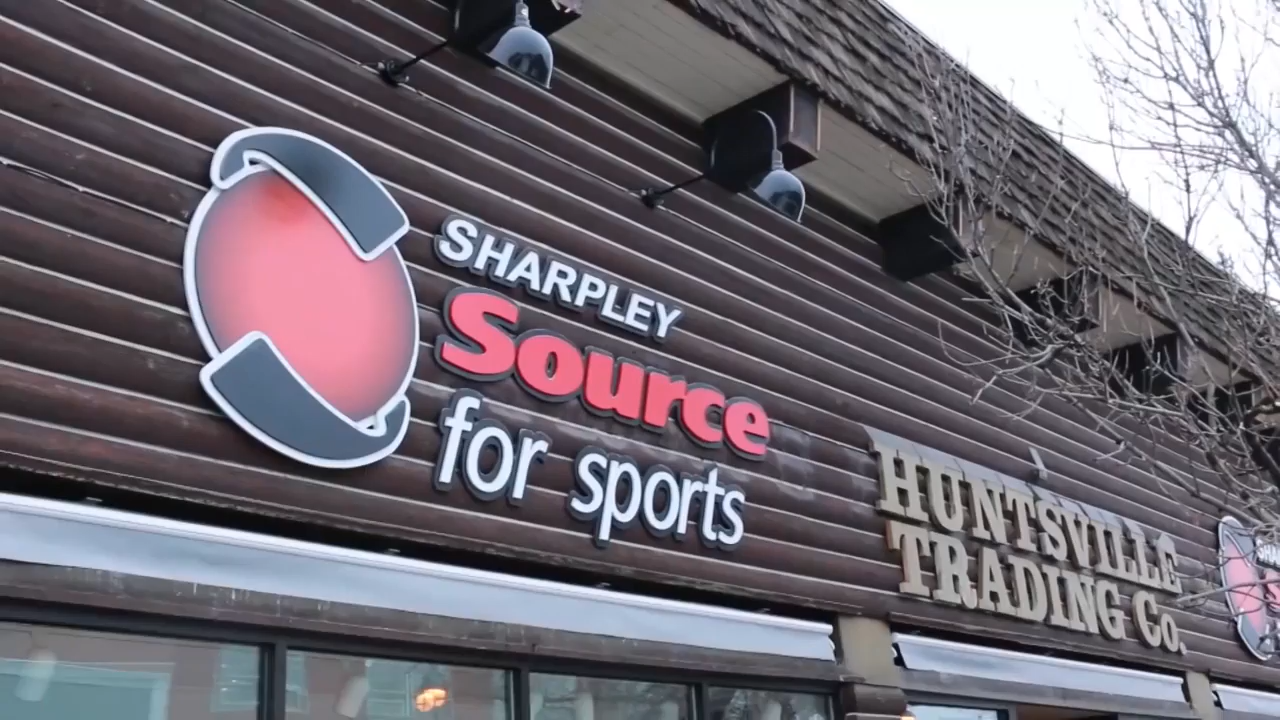 SHARPLEY
Source
for sports
HUNTSVILLE
TRADING CO.